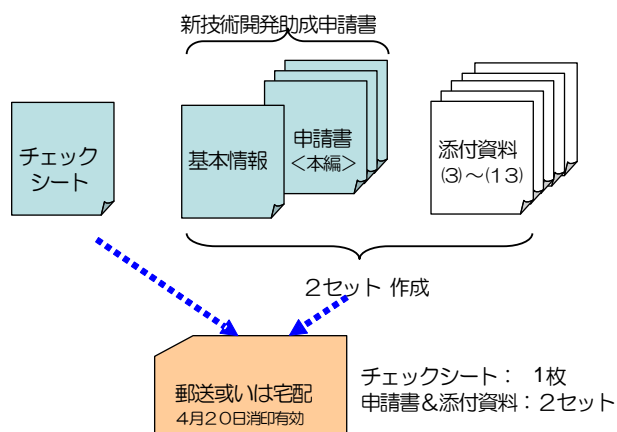 新技術開発助成申請書
チェック
シート
基本情報
申請書
＜本編＞
添付資料
(3)～(13)
２セット 作成
郵送或いは宅配
４月２０日消印有効
チェックシート： 1枚
申請書＆添付資料：２セット